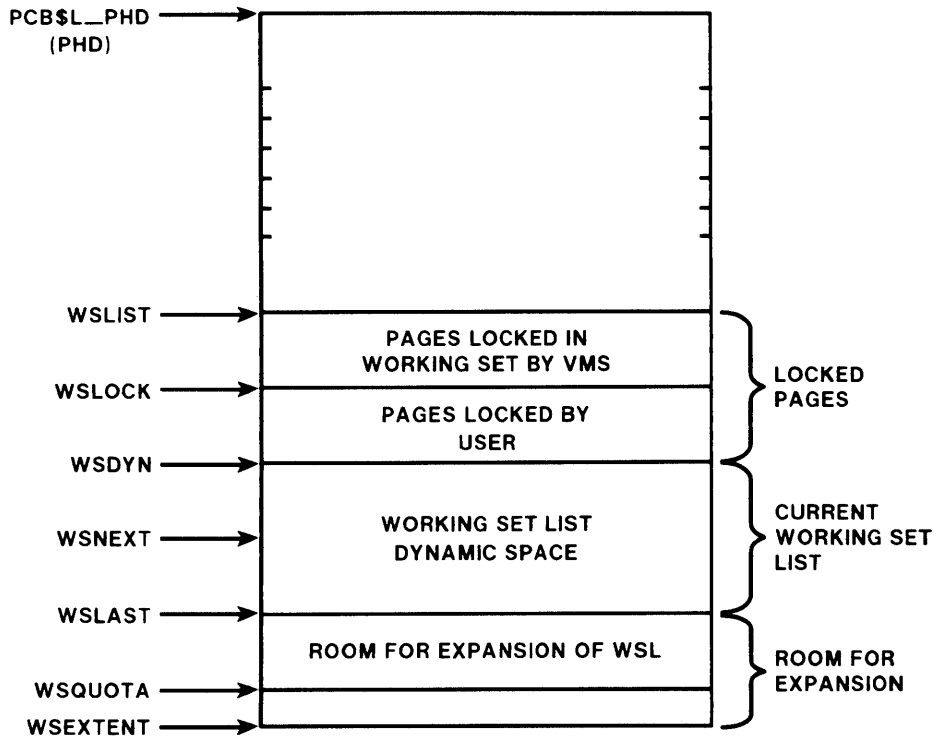 PCB$L_PHD
(PHD)
WSLIST
PAGES LOCKED IN
WORKING SET BY VMS
WSLOCK
PAGES LOCKED BY
USER
LOCKED
PAGES
WSDYN
WSNEXT
WORKING SET LIST
DYNAMIC SPACE
CURRENT
WORKING SET
LIST
WSLAST
ROOM FOR EXPANSION OF WSL
WSQUOTA
ROOM FOR
EXPANSION
WSEXTENT